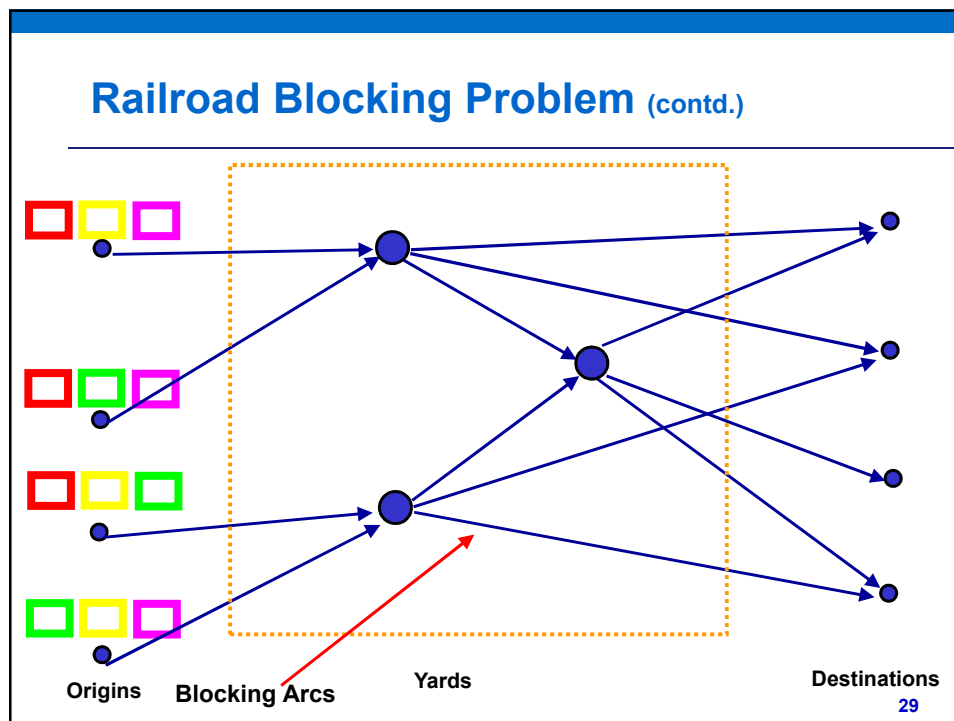 Railroad Blocking Problem (contd.)
Origins
Blocking Arcs
Yards
Destinations
29